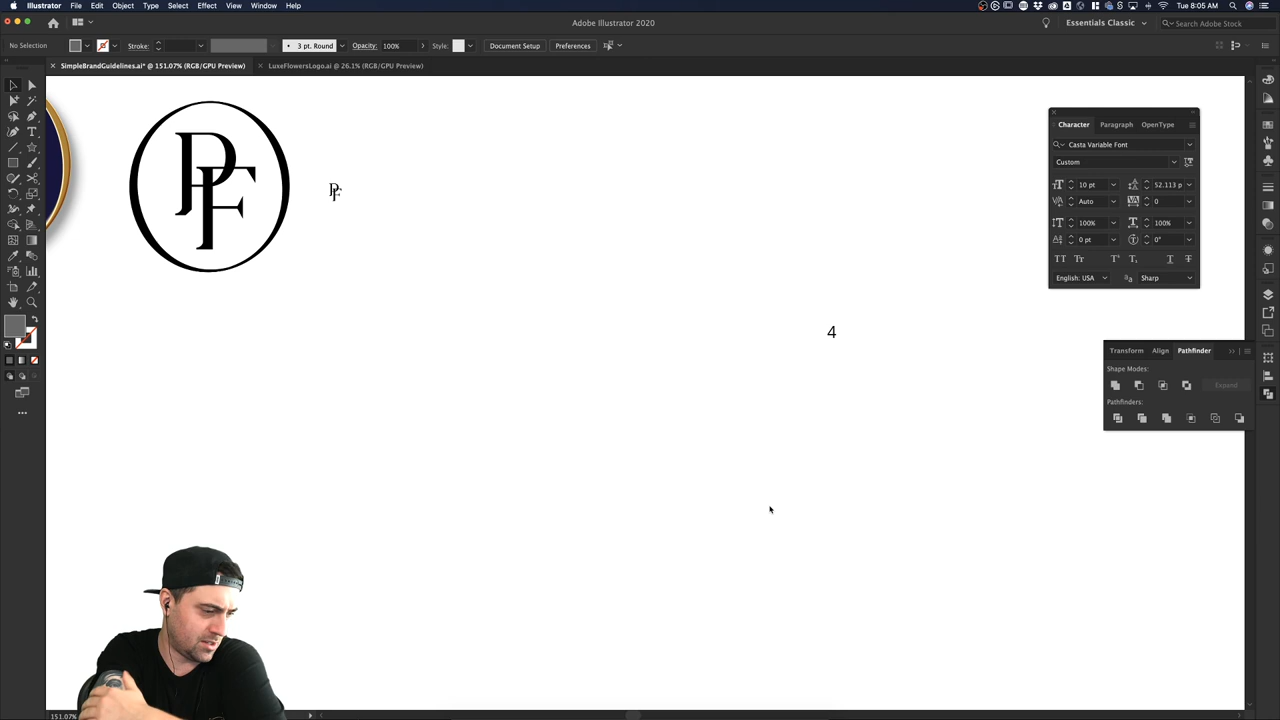 Illustrator File Edit Object Type Select Effect View Window Help Tue 8:05 AM
Adobe Illustrator 2020 Essentials Classic Search Adobe Stock
No Selection Stroke: 3 pt. Round Opacity: 100% Style: Document Setup Preferences
SimpleBrandGuidelines.ai* @ 151.07% (RGB/GPU Preview) LuxeFlowersLogo.ai @ 26.1% (RGB/GPU Preview)
PF
PF
4
Character Paragraph OpenType
Casta Variable Font
Custom
10 pt 52.113 p
Auto 0
100% 100%
0 pt 0°
English: USA Sharp
Transform Align Pathfinder
Shape Modes:
Expand
Pathfinders:
151.07%